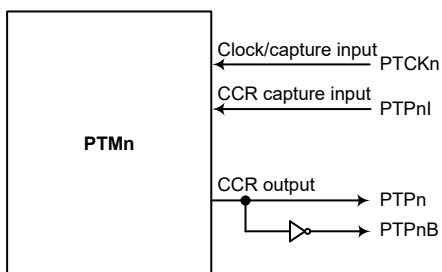 Clock/capture input
PTCKn
CCR capture input
PTPnI
PTMn
CCR output
PTPn
PTPnB